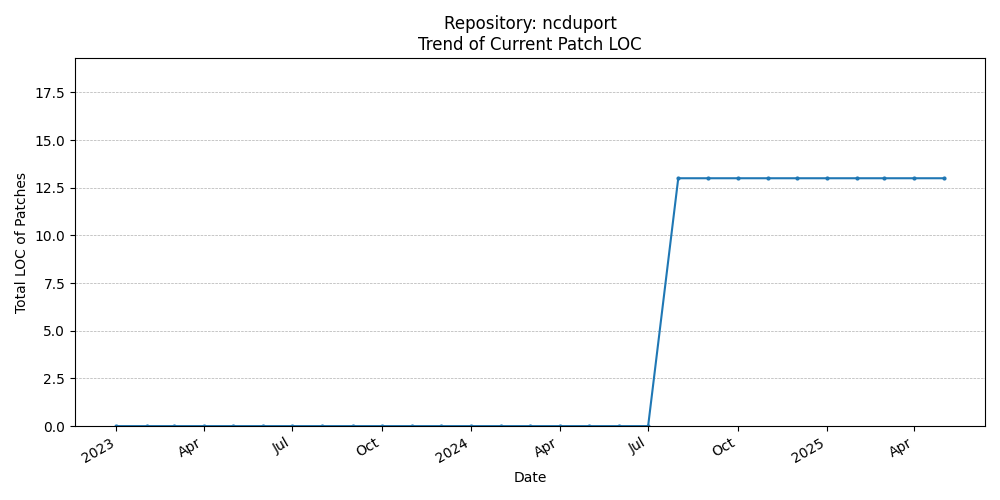 Repository: ncduport
Trend of Current Patch LOC
Total LOC of Patches
17.5
15.0
12.5
10.0
7.5
5.0
2.5
0.0
2023
Apr
Jul
Oct
2024
Apr
Jul
Oct
2025
Apr
Date